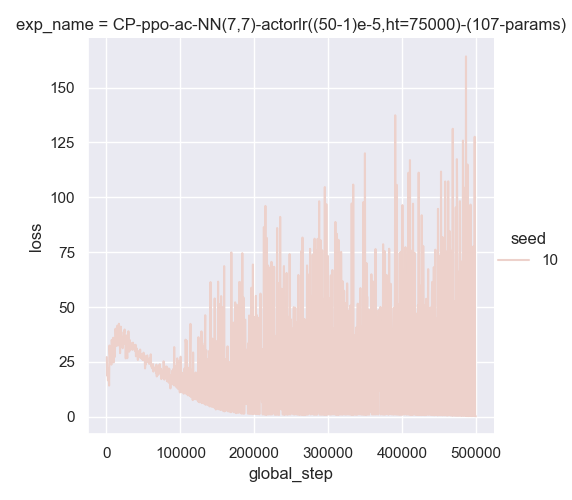 exp_name = CP-ppo-ac-NN(7,7)-actorlr((50-1)e-5,ht=75000)-(107-params)
150
125
100
75
50
25
0
loss
seed
10
0 100000 200000 300000 400000 500000
global_step